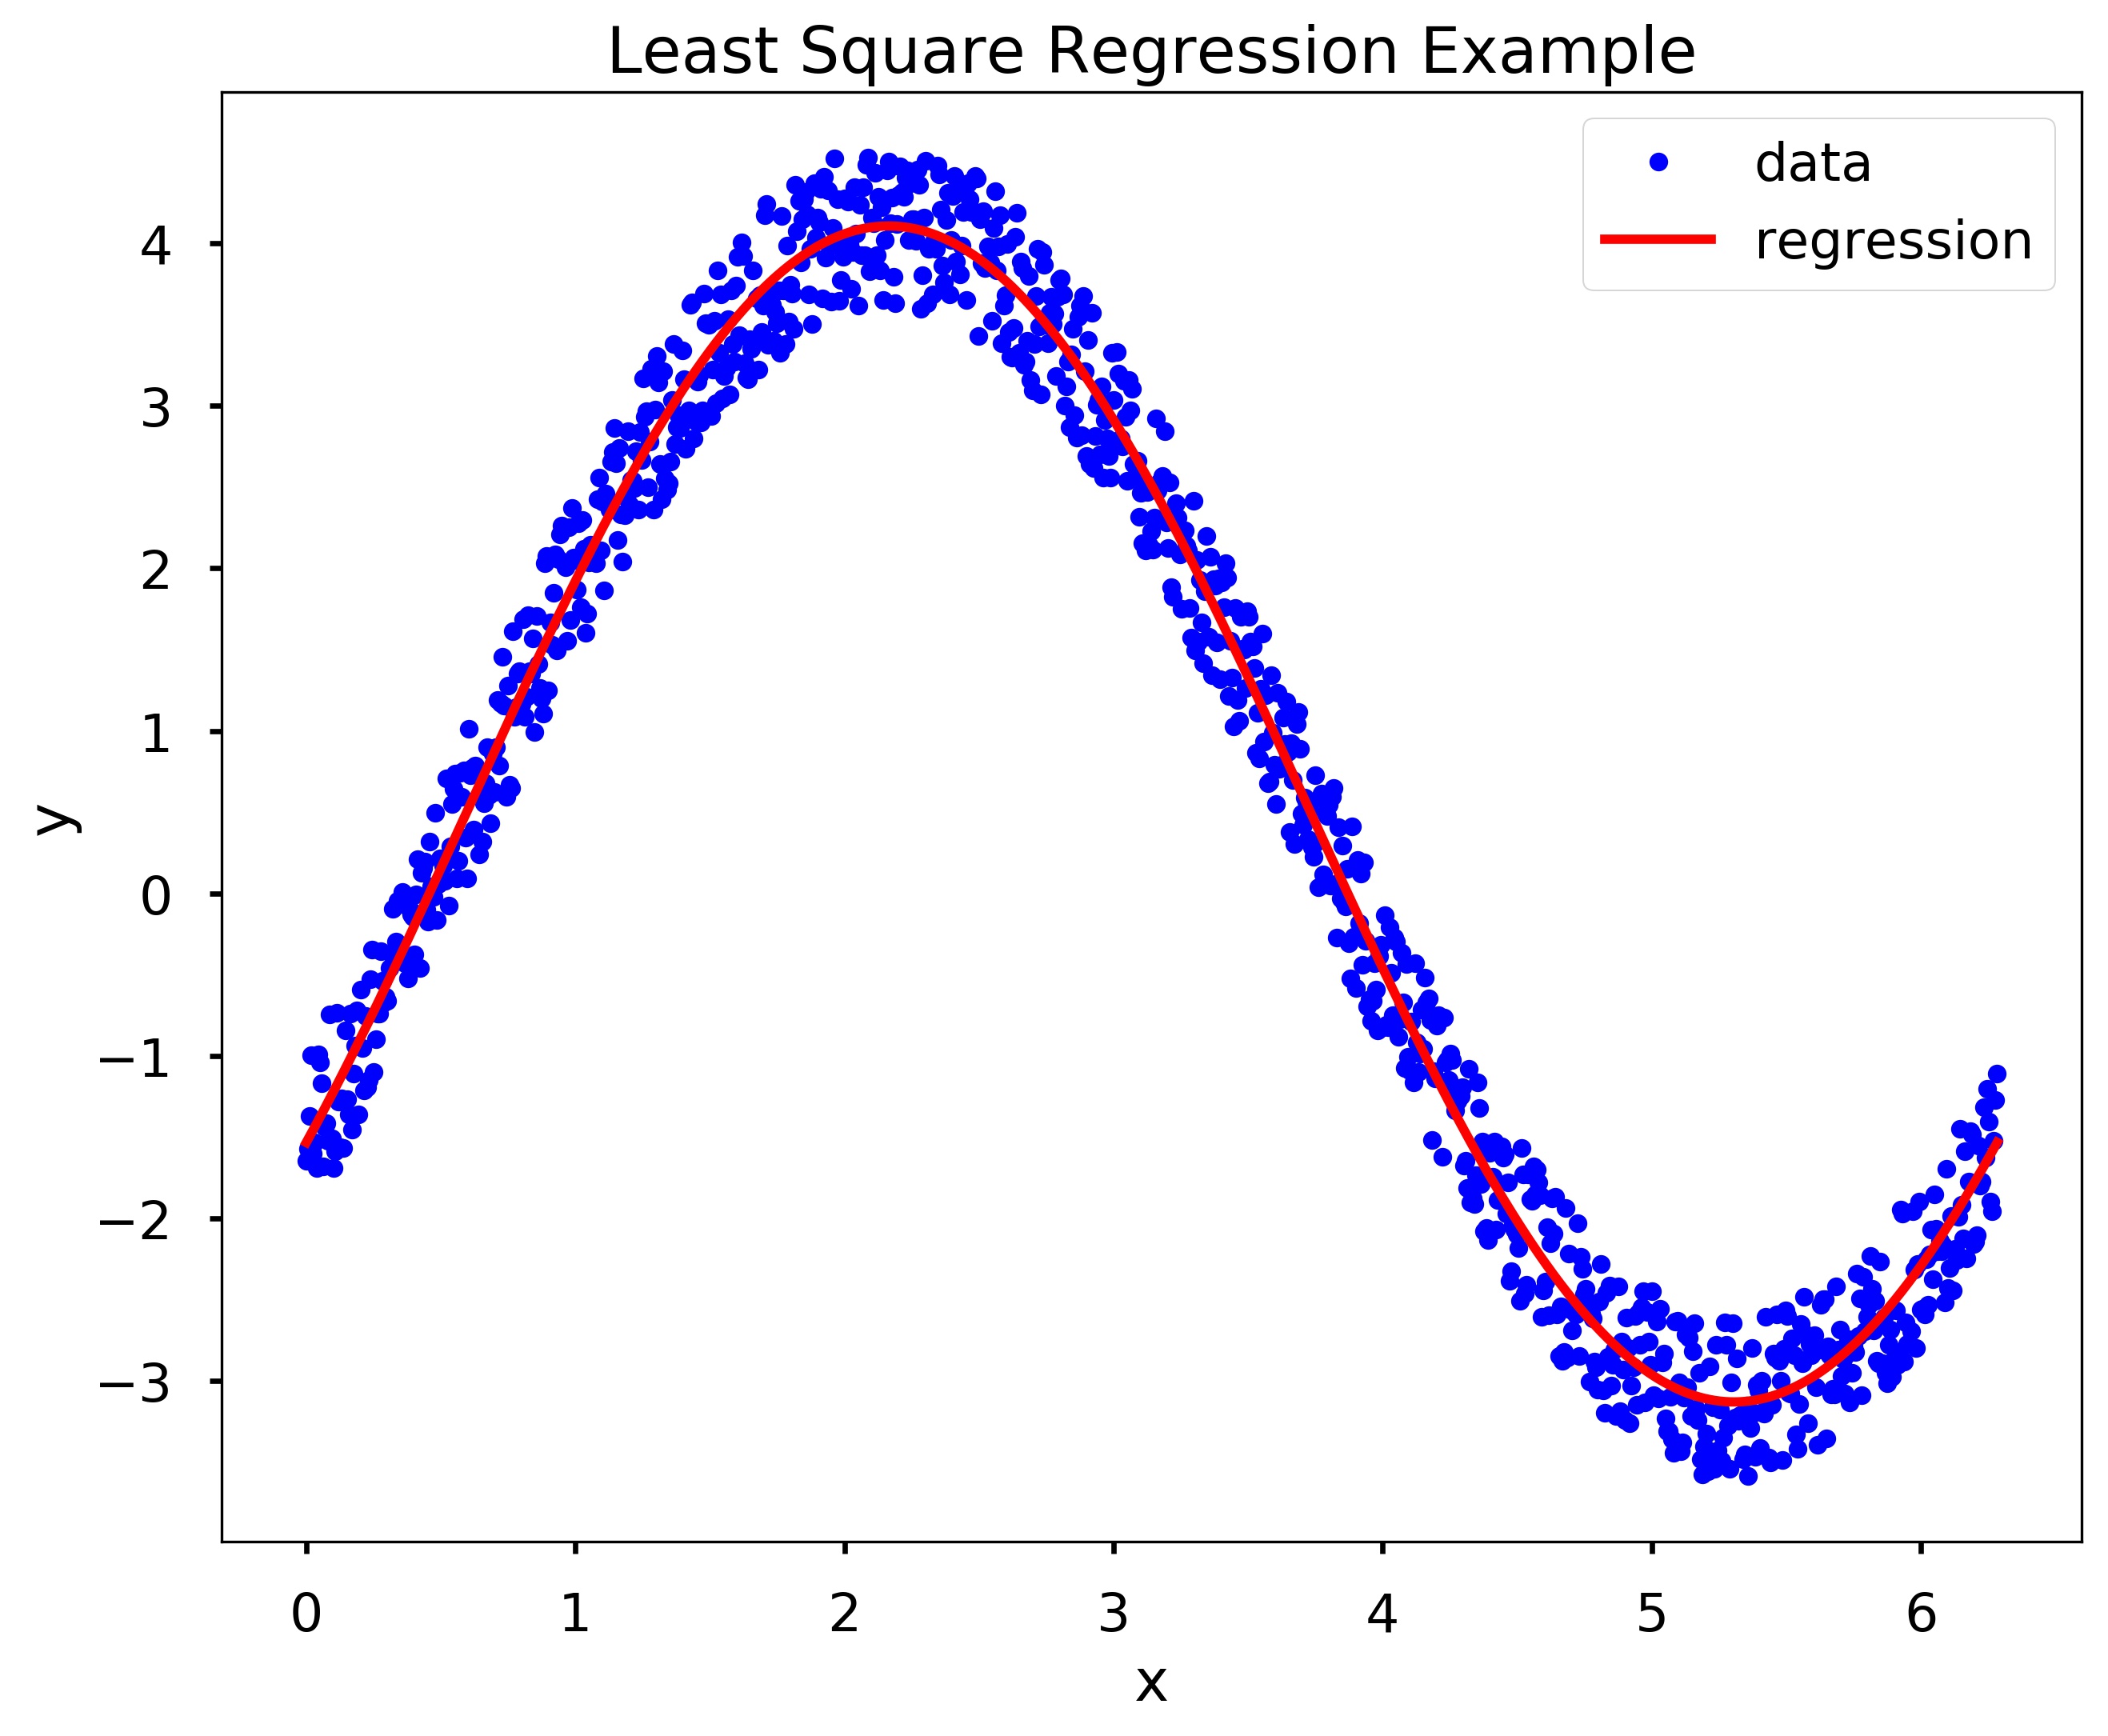 Least Square Regression Example
data
regression
4
3
2
1
0
−1
−2
−3
y
0 1 2 3 4 5 6
x